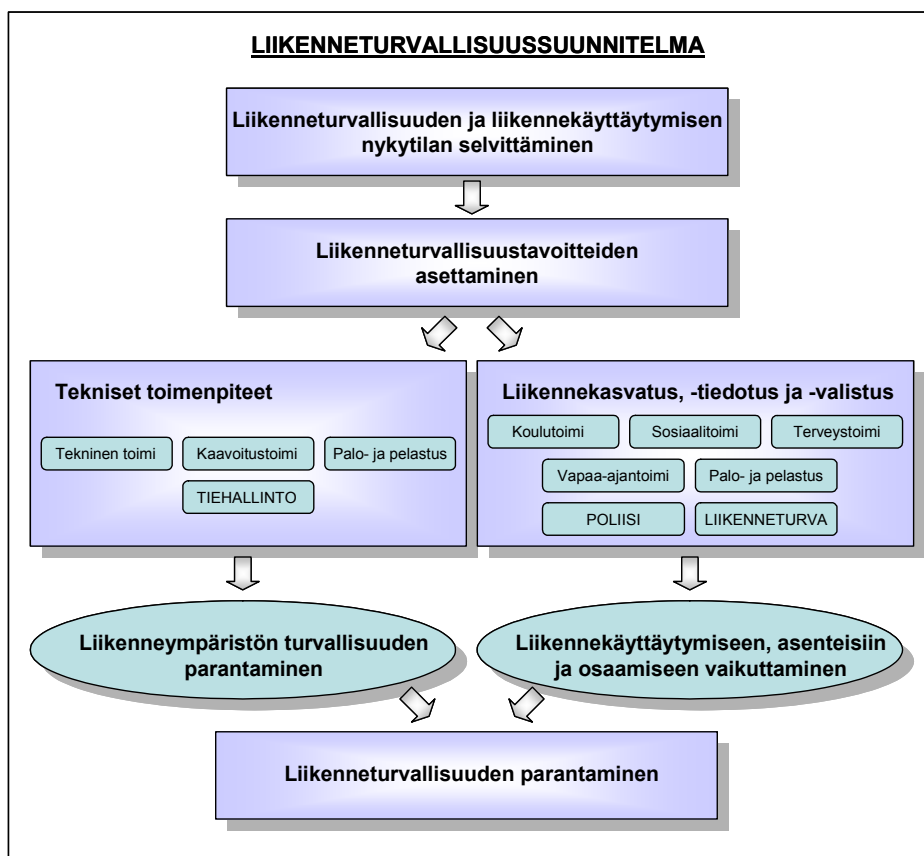 LIIKENNETURVALLISUUSSUUNNITELMA
Liikenneturvallisuuden ja liikennekäyttäytymisen
nykytilan selvittäminen
Liikenneturvallisuustavoitteiden
asettaminen
Tekniset toimenpiteet
Tekninen toimi
Kaavoitustoimi
Palo- ja pelastus
TIEHALLINTO
Liikennekasvatus, -tiedotus ja -valistus
Koulutoimi
Sosiaalitoimi
Terveystoimi
Vapaa-ajantoimi
Palo- ja pelastus
POLIISI
LIIKENNETURVA
Liikenneympäristön turvallisuuden
parantaminen
Liikennekäyttäytymiseen, asenteisiin
ja osaamiseen vaikuttaminen
Liikenneturvallisuuden parantaminen